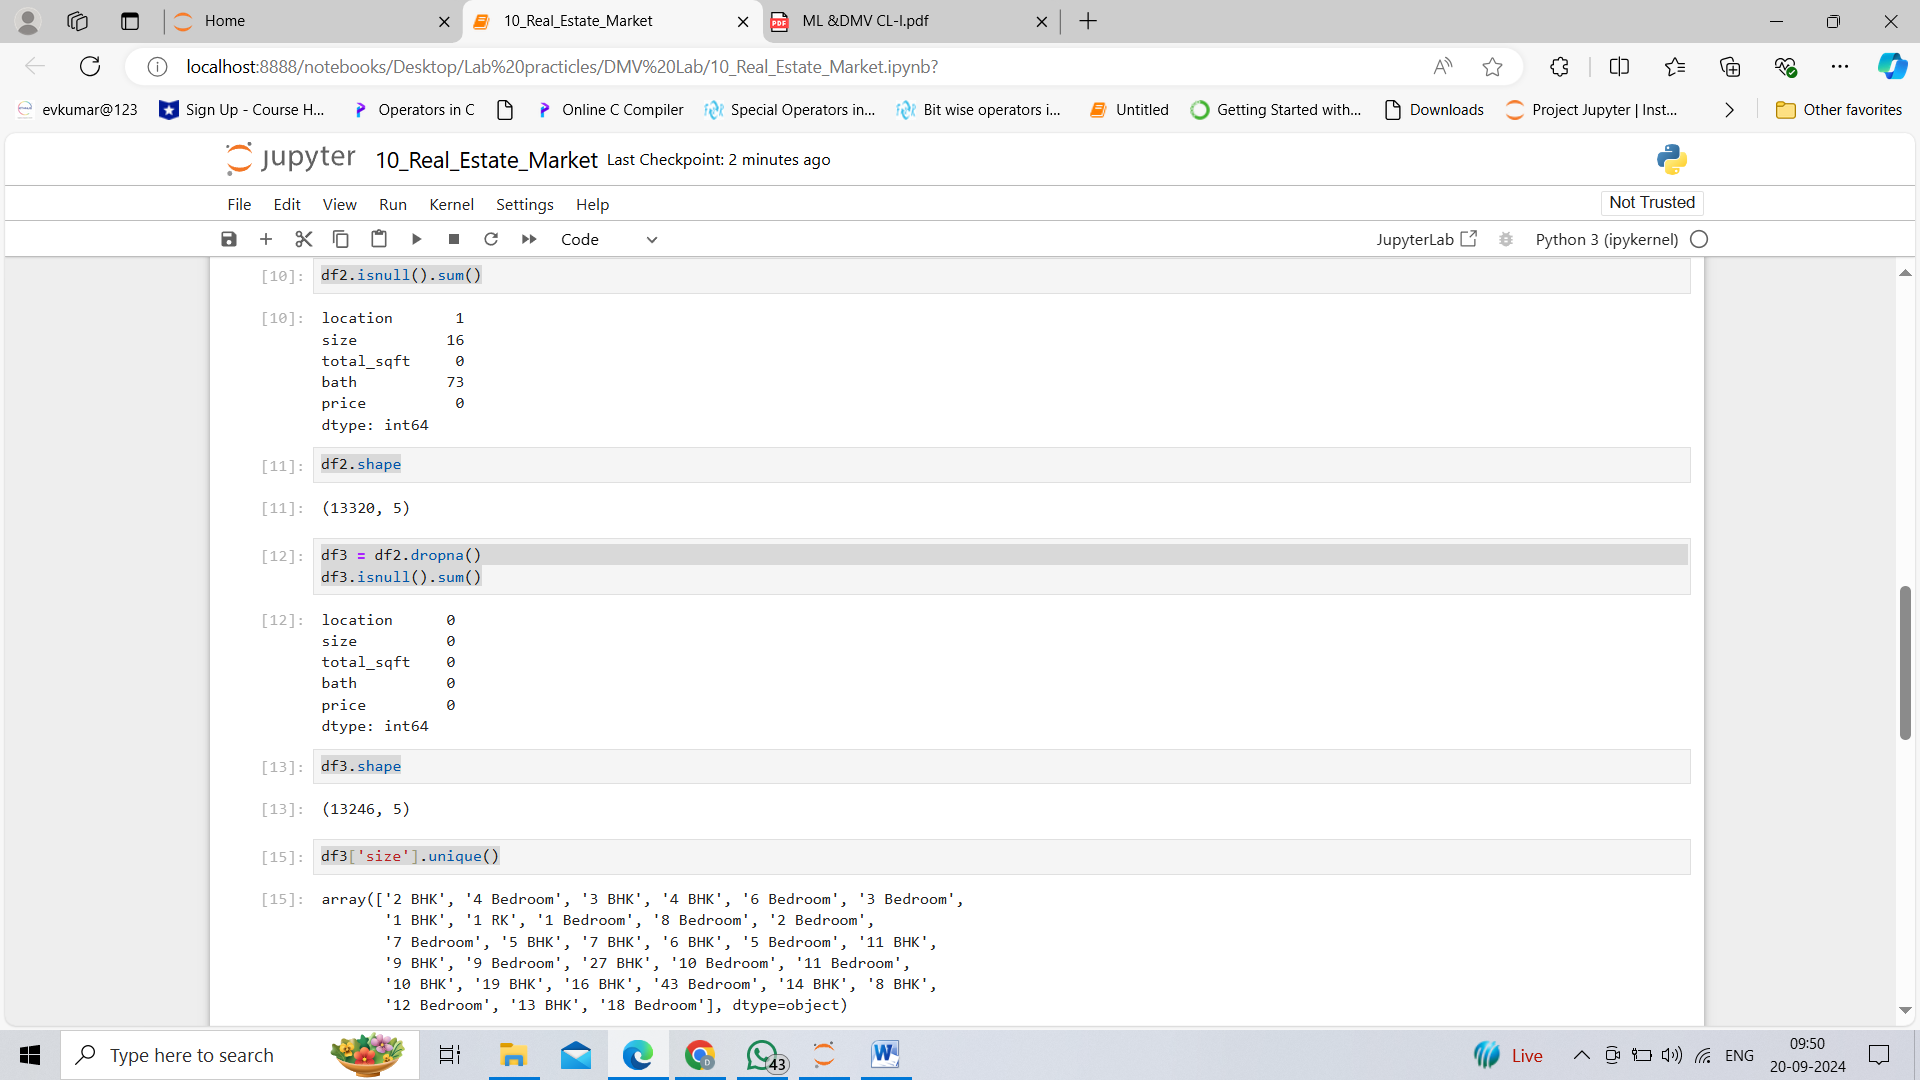 Home
10_Real_Estate_Market
PDF
ML &DMV CL-I.pdf
localhost:8888/notebooks/Desktop/Lab%20practicles/DMV%20Lab/10_Real_Estate_Market.ipynb?
evkumar@123
Sign Up - Course H...
Operators in C
Online C Compiler
Special Operators in...
Bit wise operators i...
Untitled
Getting Started with...
Downloads
Project Jupyter | Inst...
Other favorites
jupyter 10_Real_Estate_Market Last Checkpoint: 2 minutes ago
File Edit View Run Kernel Settings Help
Not Trusted
Code
JupyterLab
Python 3 (ipykernel)
[10]: df2.isnull().sum()
[10]: location 1
size 16
total_sqft 0
bath 73
price 0
dtype: int64
[11]: df2.shape
[11]: (13320, 5)
[12]: df3 = df2.dropna()
df3.isnull().sum()
[12]: location 0
size 0
total_sqft 0
bath 0
price 0
dtype: int64
[13]: df3.shape
[13]: (13246, 5)
[15]: df3['size'].unique()
[15]: array(['2 BHK', '4 Bedroom', '3 BHK', '4 BHK', '6 Bedroom', '3 Bedroom',
'1 BHK', '1 RK', '1 Bedroom', '8 Bedroom', '2 Bedroom',
'7 Bedroom', '5 BHK', '7 BHK', '6 BHK', '5 Bedroom', '11 BHK',
'9 BHK', '9 Bedroom', '27 BHK', '10 Bedroom', '11 Bedroom',
'10 BHK', '19 BHK', '16 BHK', '43 Bedroom', '14 BHK', '8 BHK',
'12 Bedroom', '13 BHK', '18 Bedroom'], dtype=object)
Type here to search
43
Live
ENG
09:50
20-09-2024